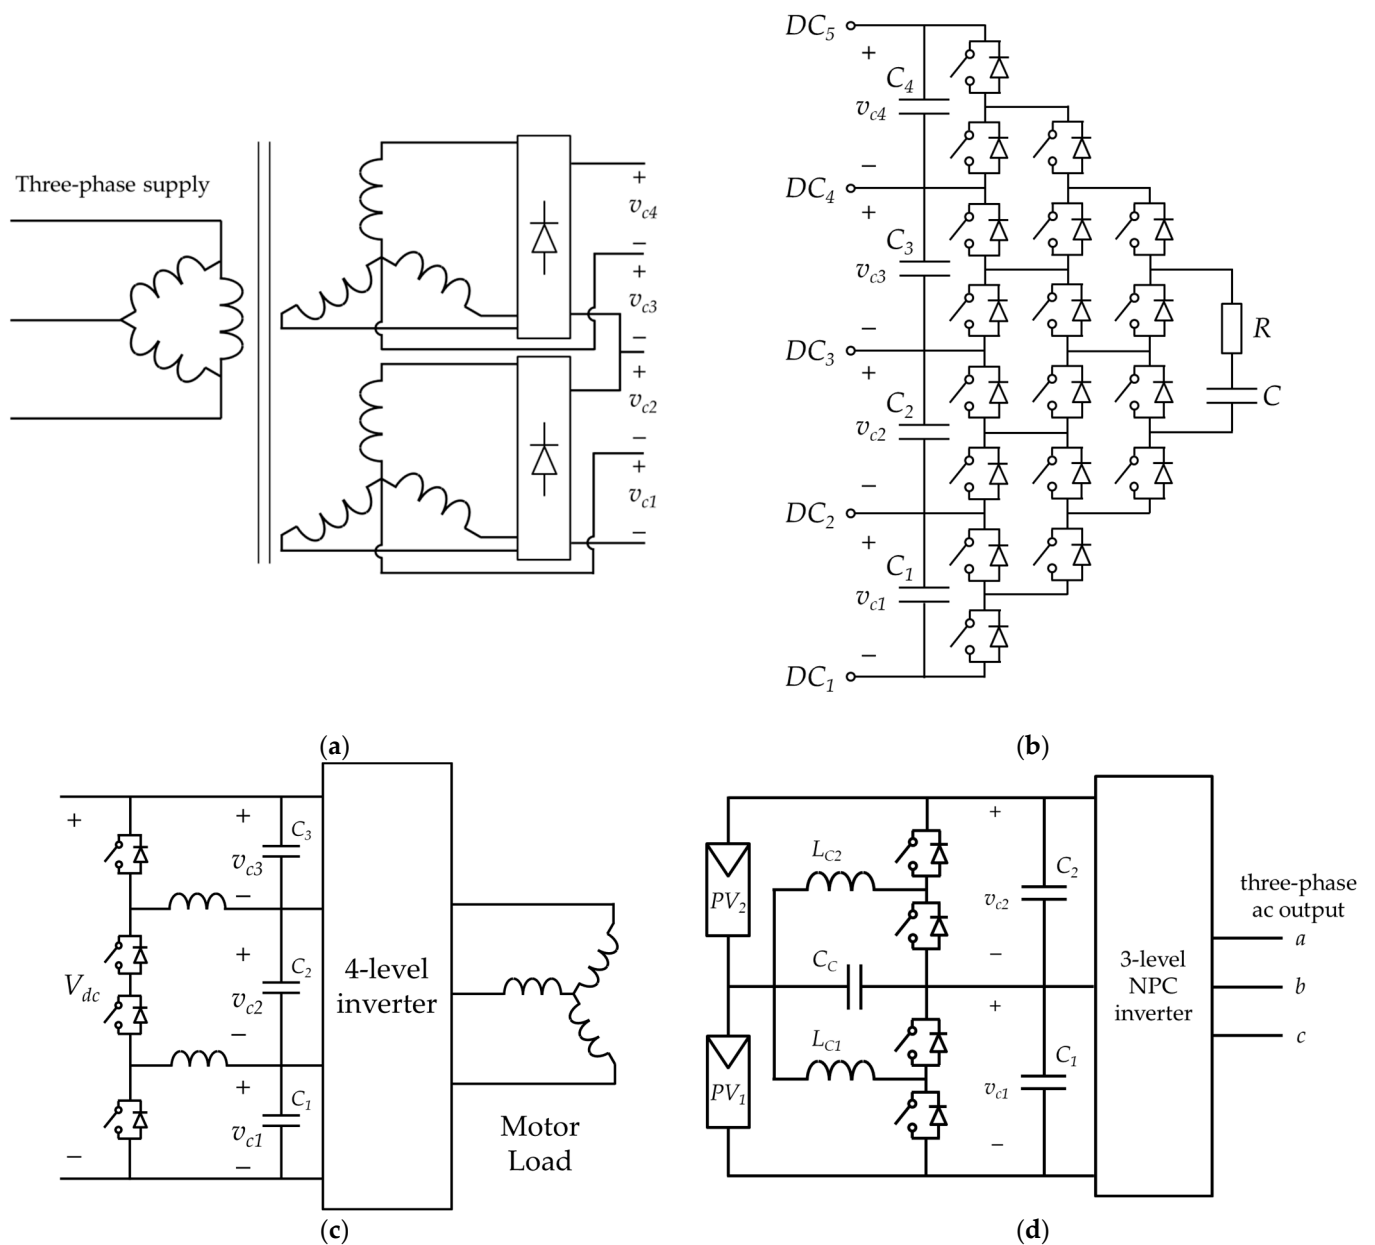 Three-phase supply
+
v_c4
−
+
v_c3
−
+
v_c2
−
+
v_c1
−
(a)
DC_5
+
C_4
v_c4
−
DC_4
+
C_3
v_c3
−
DC_3
+
C_2
v_c2
−
DC_2
+
C_1
v_c1
−
DC_1
R
C
(b)
+
V_dc
−
+
C_3
v_c3
−
+
C_2
v_c2
−
+
C_1
v_c1
−
4-level
inverter
Motor
Load
(c)
PV_2
PV_1
L_C2
C_C
L_C1
+
C_2
v_c2
−
+
C_1
v_c1
−
3-level
NPC
inverter
three-phase
ac output
a
b
c
(d)